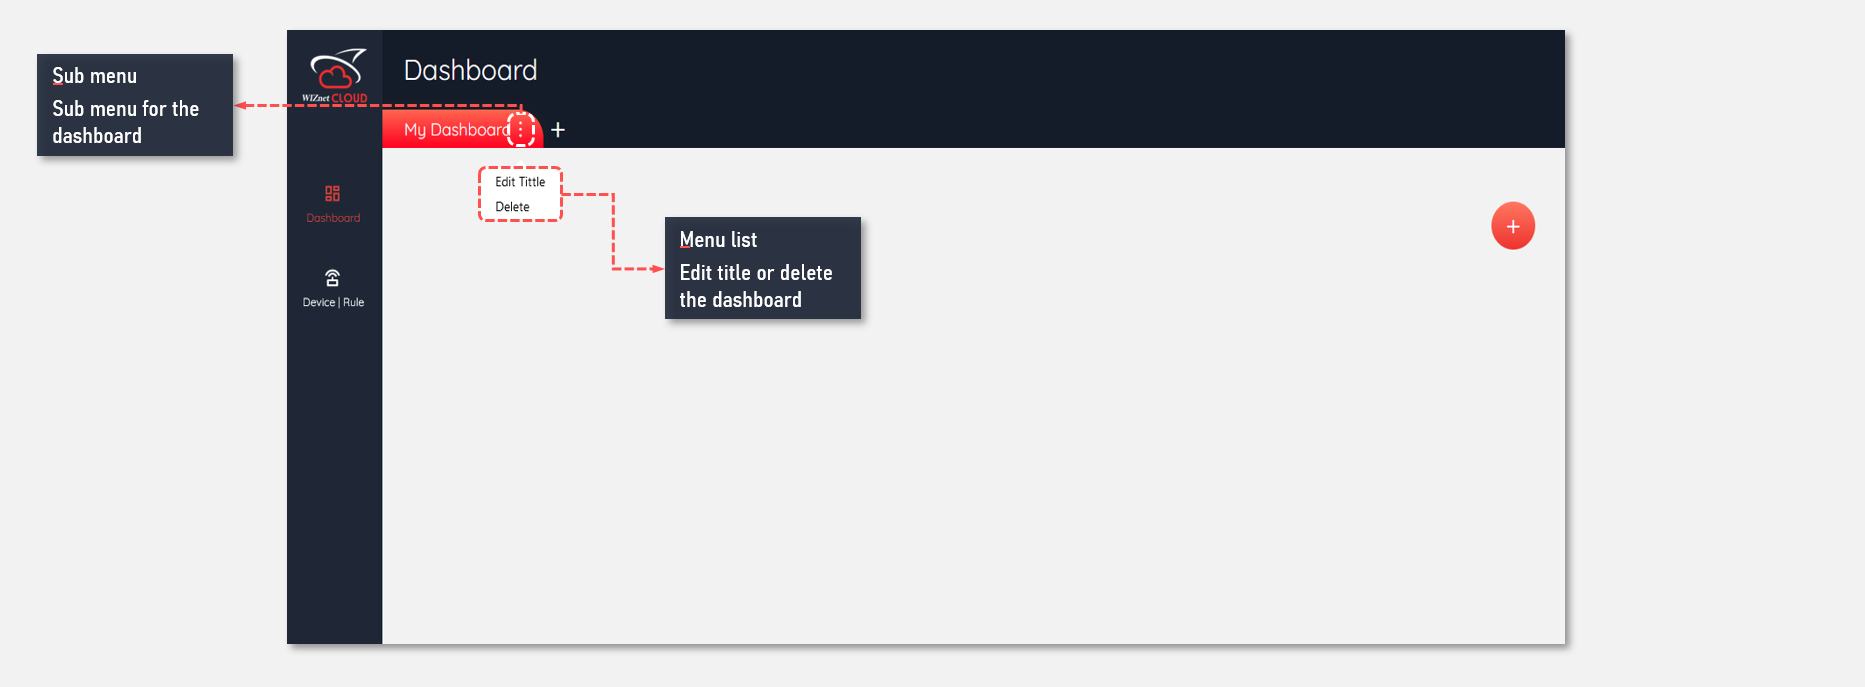 Sub menu
Sub menu for the
dashboard
WIZnet CLOUD
Dashboard
My Dashboard
Edit Tittle
Delete
Dashboard
Device | Rule
Menu list
Edit title or delete
the dashboard